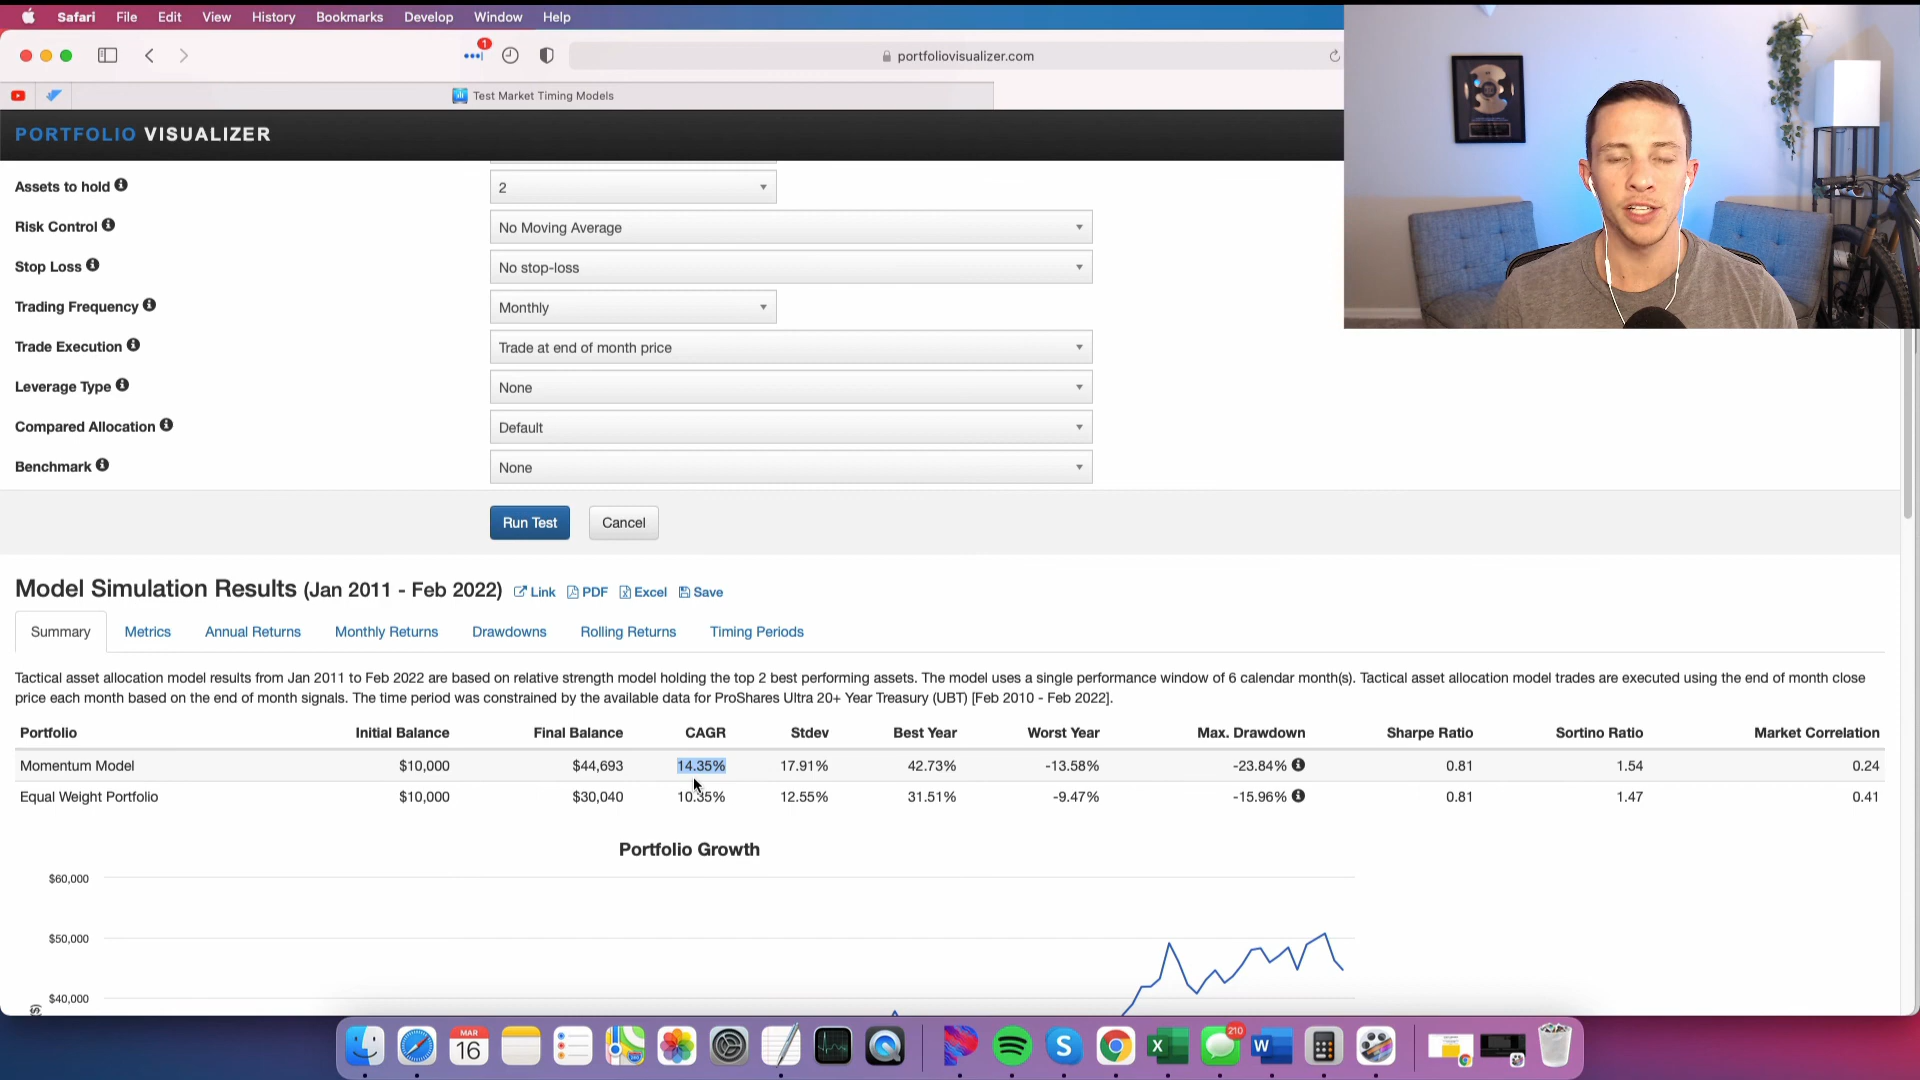 Safari File Edit View History Bookmarks Develop Window Help
1
portfoliovisualizer.com
Test Market Timing Models
PORTFOLIO VISUALIZER
Assets to hold
2
Risk Control
No Moving Average
Stop Loss
No stop-loss
Trading Frequency
Monthly
Trade Execution
Trade at end of month price
Leverage Type
None
Compared Allocation
Default
Benchmark
None
Run Test Cancel
Model Simulation Results (Jan 2011 - Feb 2022) Link PDF Excel Save
Summary Metrics Annual Returns Monthly Returns Drawdowns Rolling Returns Timing Periods
Tactical asset allocation model results from Jan 2011 to Feb 2022 are based on relative strength model holding the top 2 best performing assets. The model uses a single performance window of 6 calendar month(s). Tactical asset allocation model trades are executed using the end of month close
price each month based on the end of month signals. The time period was constrained by the available data for ProShares Ultra 20+ Year Treasury (UBT) [Feb 2010 - Feb 2022].
Portfolio Initial Balance Final Balance CAGR Stdev Best Year Worst Year Max. Drawdown Sharpe Ratio Sortino Ratio Market Correlation
Momentum Model $10,000 $44,693 14.35% 17.91% 42.73% -13.58% -23.84% 0.81 1.54 0.24
Equal Weight Portfolio $10,000 $30,040 10.35% 12.55% 31.51% -9.47% -15.96% 0.81 1.47 0.41
Portfolio Growth
$60,000
$50,000
$40,000
MAR
16
210